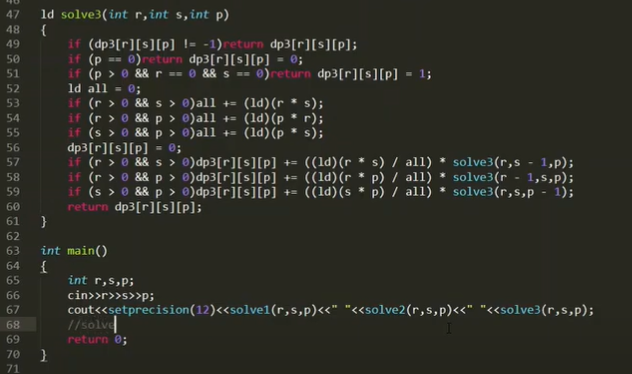 47 ld solve3(int r,int s,int p)
48 {
49     if (dp3[r][s][p] != -1)return dp3[r][s][p];
50     if (p == 0)return dp3[r][s][p] = 0;
51     if (p > 0 && r == 0 && s == 0)return dp3[r][s][p] = 1;
52     ld all = 0;
53     if (r > 0 && s > 0)all += (ld)(r * s);
54     if (r > 0 && p > 0)all += (ld)(p * r);
55     if (s > 0 && p > 0)all += (ld)(p * s);
56     dp3[r][s][p] = 0;
57     if (r > 0 && s > 0)dp3[r][s][p] += ((ld)(r * s) / all) * solve3(r,s - 1,p);
58     if (r > 0 && p > 0)dp3[r][s][p] += ((ld)(r * p) / all) * solve3(r - 1,s,p);
59     if (s > 0 && p > 0)dp3[r][s][p] += ((ld)(s * p) / all) * solve3(r,s,p - 1);
60     return dp3[r][s][p];
61 }
62
63 int main()
64 {
65     int r,s,p;
66     cin>>r>>s>>p;
67     cout<<setprecision(12)<<solve1(r,s,p)<<" "<<solve2(r,s,p)<<" "<<solve3(r,s,p);
68     //solve
69     return 0;
70 }
71